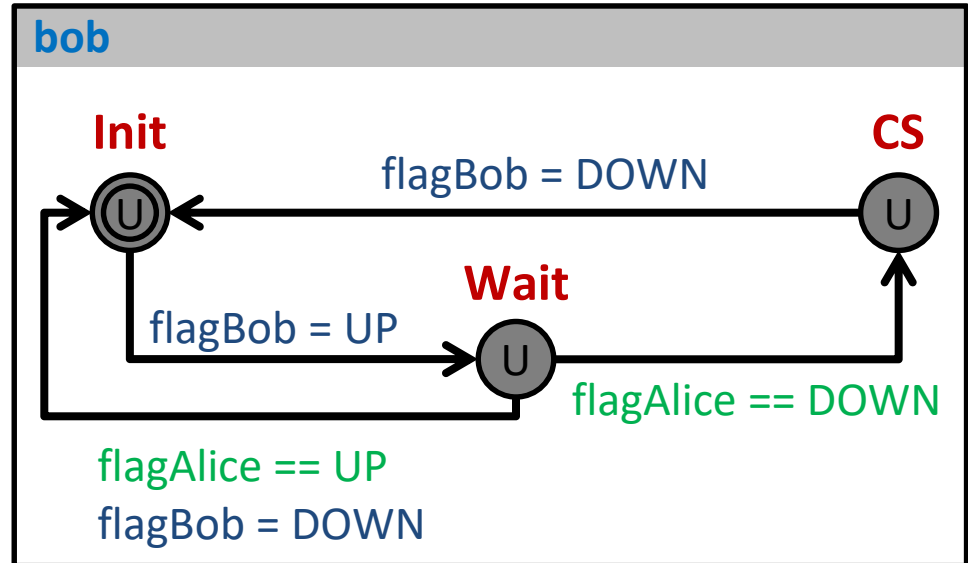 bob
Init
CS
flagBob = DOWN
U
U
Wait
flagBob = UP
U
flagAlice == DOWN
flagAlice == UP
flagBob = DOWN